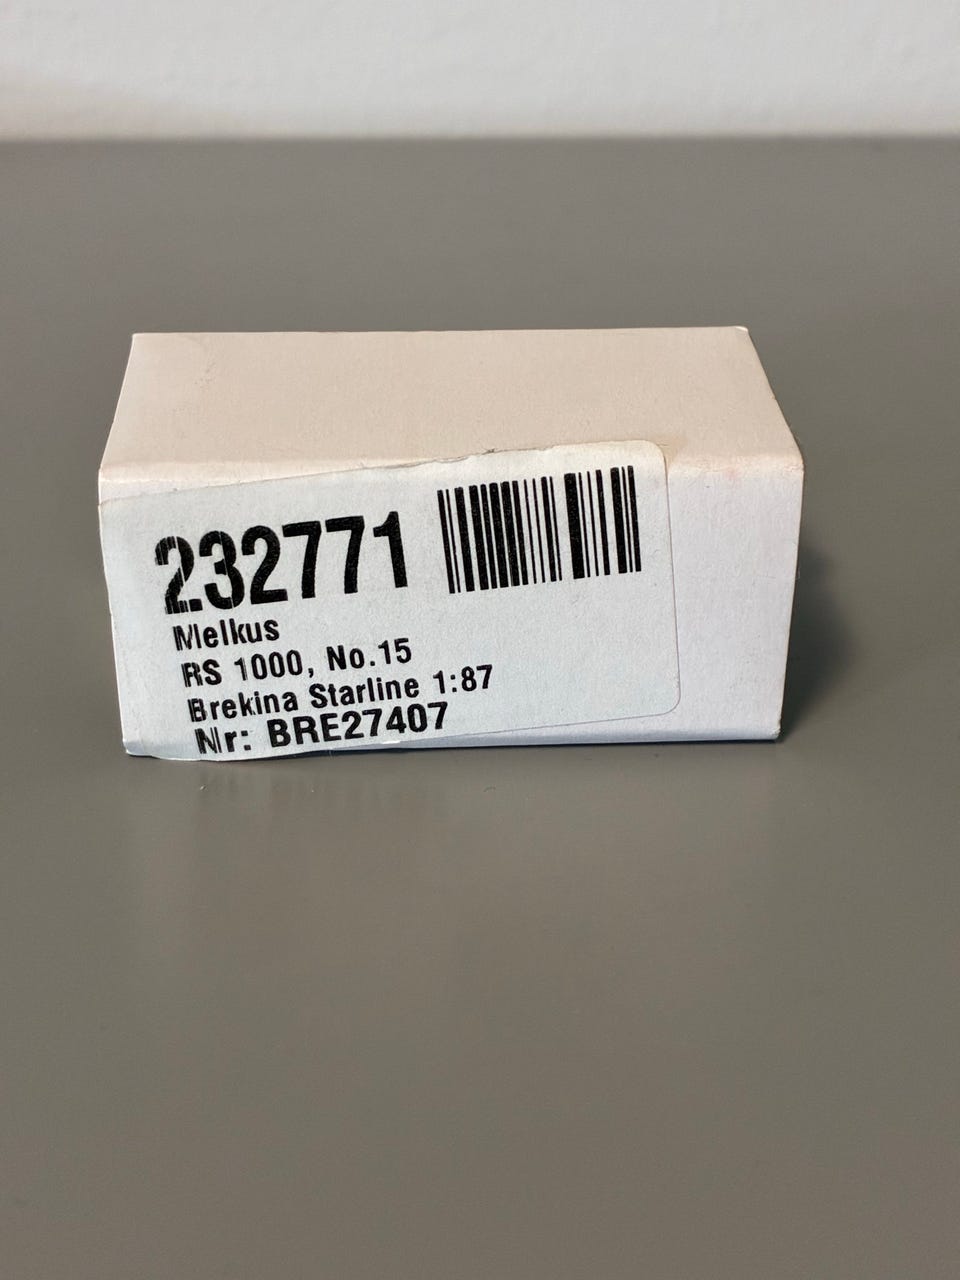 232771
Melkus
RS 1000, No.15
Brekina Starline 1:87
Nr: BRE27407